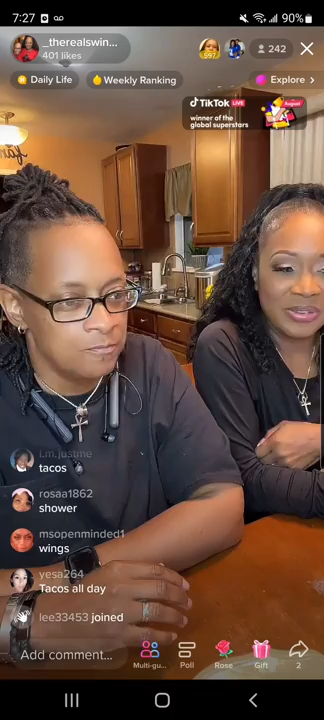 7:27
90%
_therealswin...
401 likes
597
242
Daily Life
Weekly Ranking
Explore >
TikTok LIVE
August
winner of the
global superstars
i.m.justme
tacos
rosaa1862
shower
msopenminded1
wings
yesa264
Tacos all day
lee33453 joined
Add comment...
Multi-gu...
Poll
Rose
Gift
2